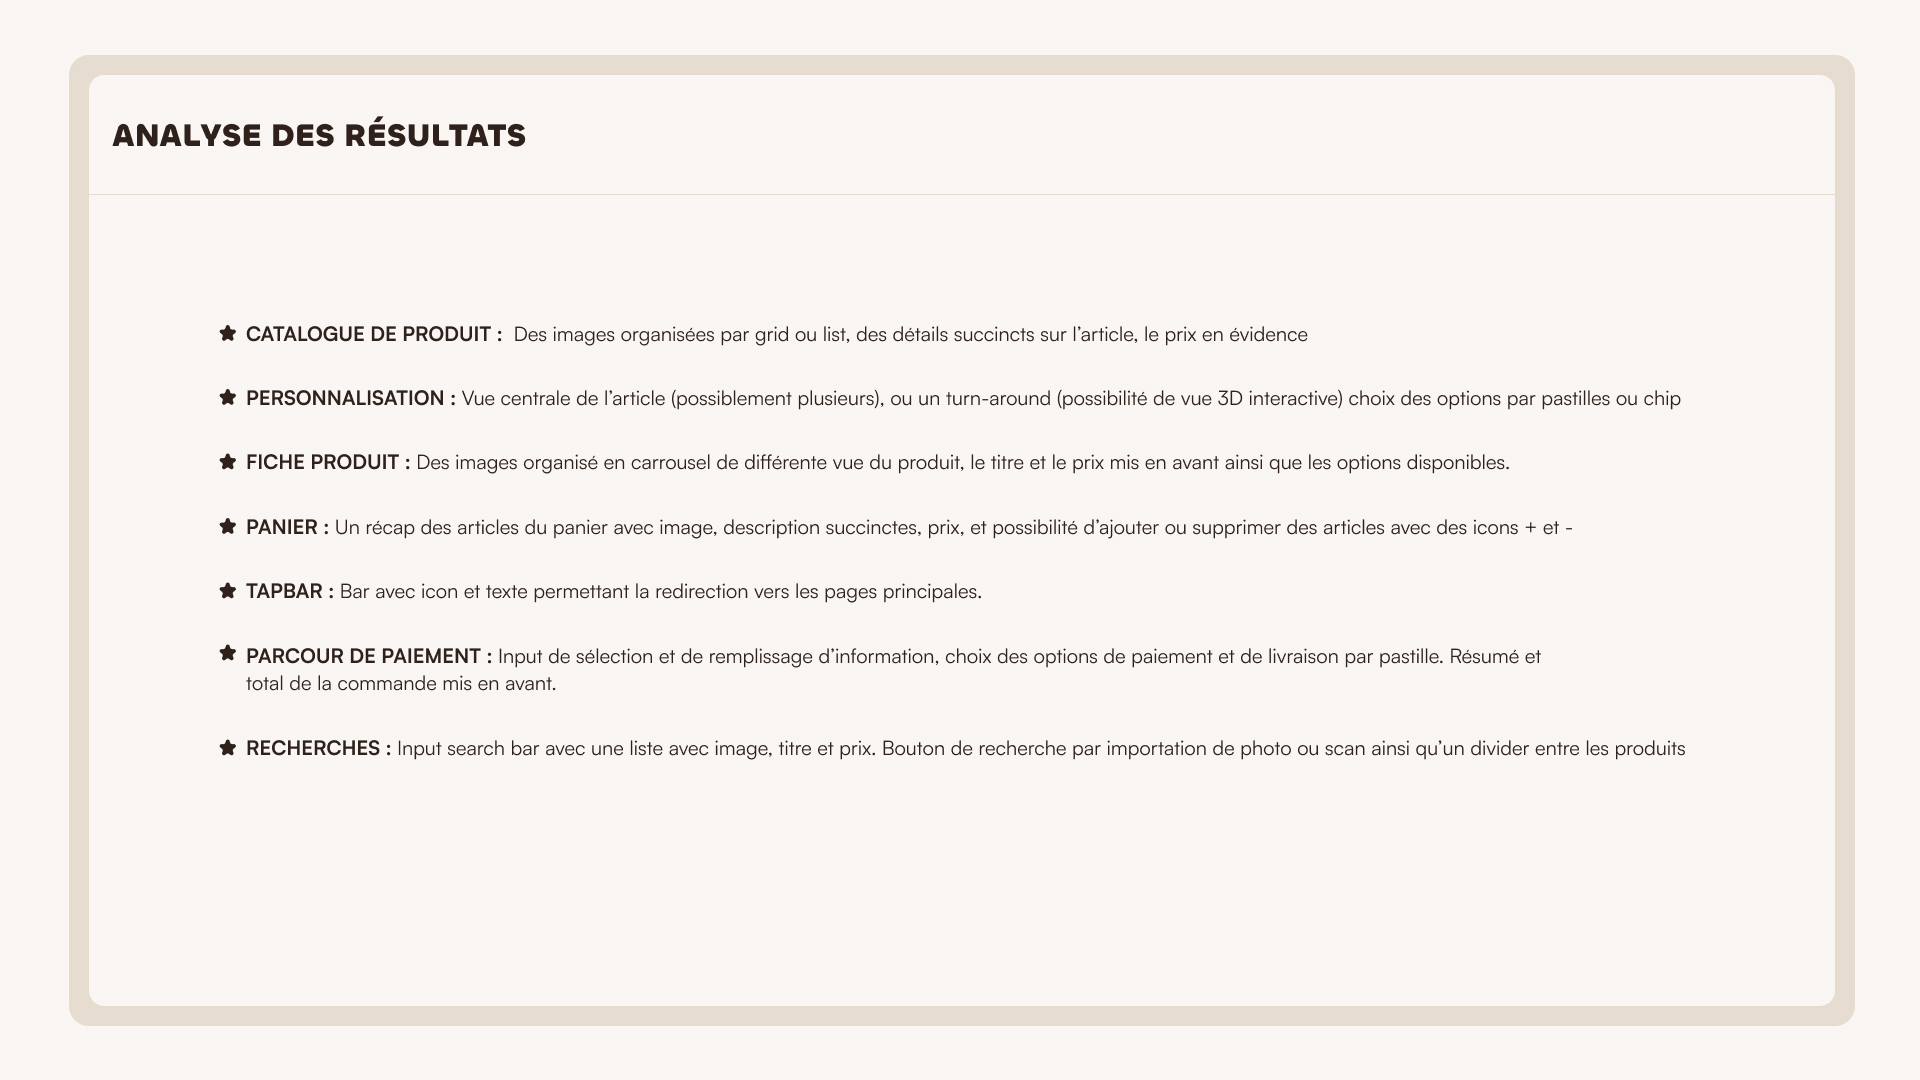 ANALYSE DES RÉSULTATS
CATALOGUE DE PRODUIT : Des images organisées par grid ou list, des détails succincts sur l’article, le prix en évidence
PERSONNALISATION : Vue centrale de l’article (possiblement plusieurs), ou un turn-around (possibilité de vue 3D interactive) choix des options par pastilles ou chip
FICHE PRODUIT : Des images organisé en carrousel de différente vue du produit, le titre et le prix mis en avant ainsi que les options disponibles.
PANIER : Un récap des articles du panier avec image, description succinctes, prix, et possibilité d’ajouter ou supprimer des articles avec des icons + et -
TAPBAR : Bar avec icon et texte permettant la redirection vers les pages principales.
PARCOUR DE PAIEMENT : Input de sélection et de remplissage d’information, choix des options de paiement et de livraison par pastille. Résumé et
total de la commande mis en avant.
RECHERCHES : Input search bar avec une liste avec image, titre et prix. Bouton de recherche par importation de photo ou scan ainsi qu’un divider entre les produits